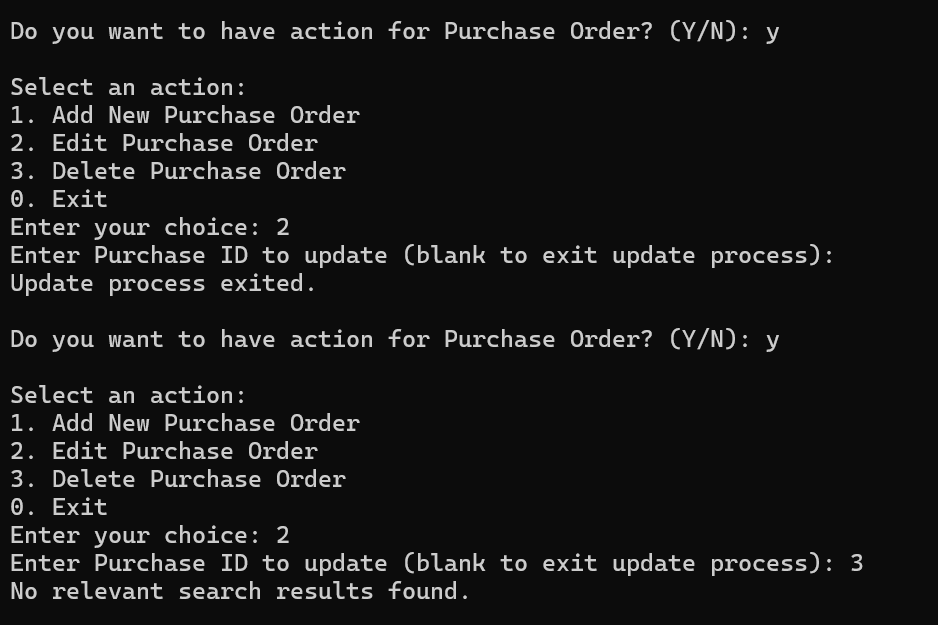 Do you want to have action for Purchase Order? (Y/N): y
Select an action:
1. Add New Purchase Order
2. Edit Purchase Order
3. Delete Purchase Order
0. Exit
Enter your choice: 2
Enter Purchase ID to update (blank to exit update process):
Update process exited.
Do you want to have action for Purchase Order? (Y/N): y
Select an action:
1. Add New Purchase Order
2. Edit Purchase Order
3. Delete Purchase Order
0. Exit
Enter your choice: 2
Enter Purchase ID to update (blank to exit update process): 3
No relevant search results found.